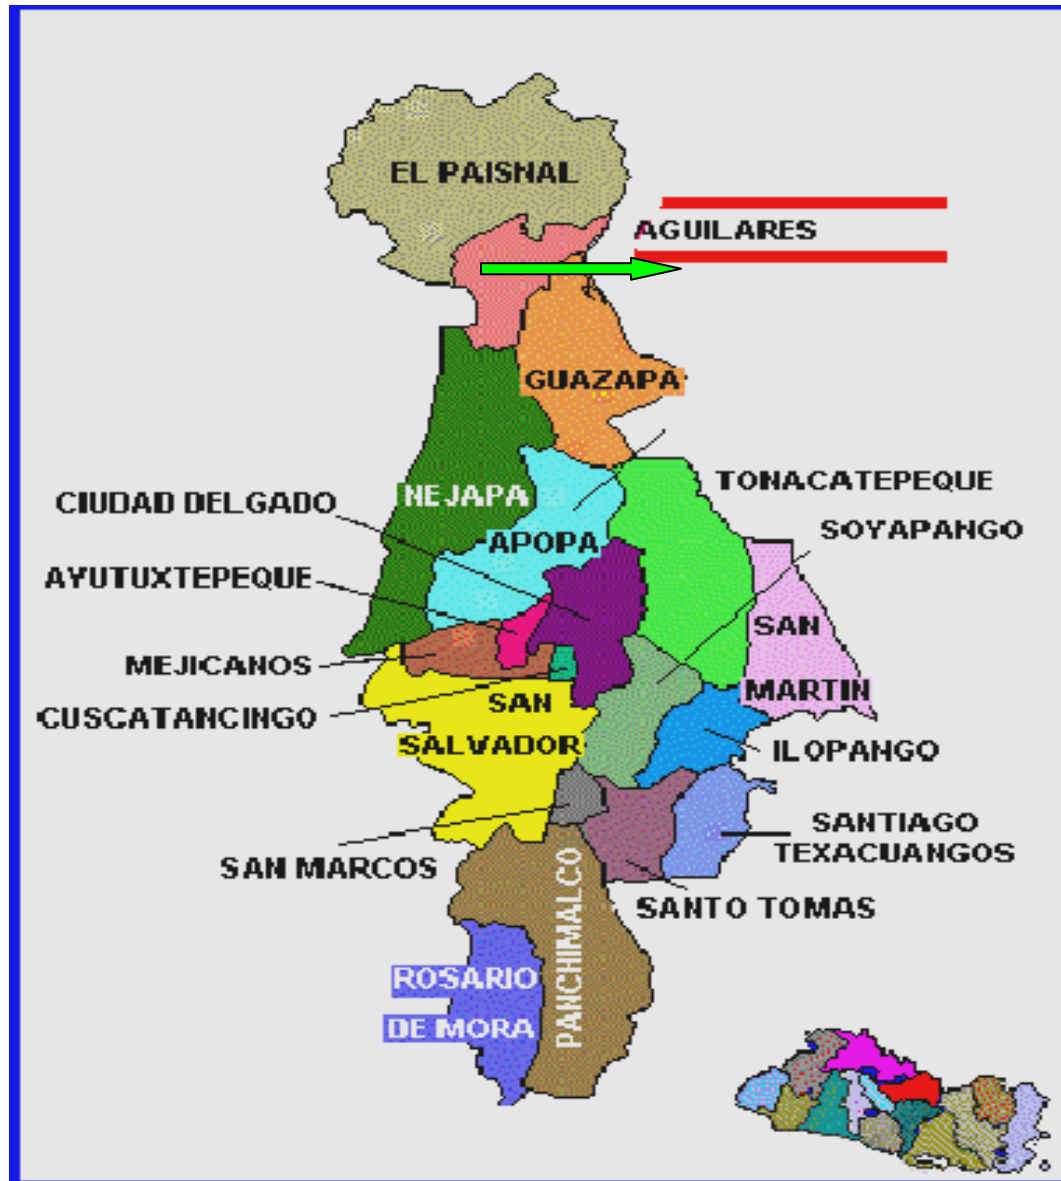 EL PAISNAL
AGUILARES
GUAZAPA
TONACATEPEQUE
CIUDAD DELGADO
NEJAPA
SOYAPANGO
APOPA
AYUTUXTEPEQUE
SAN
MARTIN
MEJICANOS
CUSCATANCINGO
SAN
SALVADOR
ILOPANGO
SANTIAGO
TEXACUANGOS
SAN MARCOS
SANTO TOMAS
PANCHIMALCO
ROSARIO
DE MORA